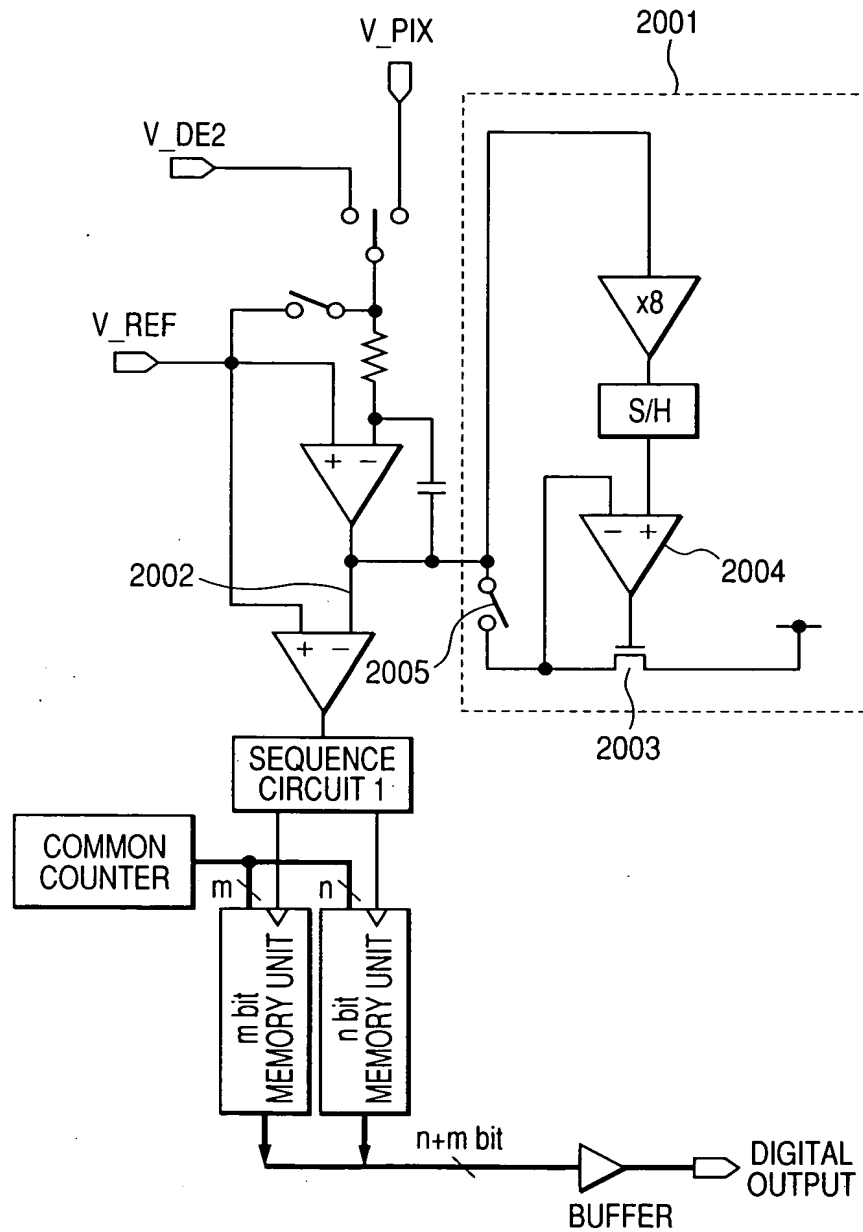 V_PIX
2001
V_DE2
x8
V_REF
S/H
+ −
− +
2004
2002
+ −
2005
2003
SEQUENCE
CIRCUIT 1
COMMON
COUNTER
m
n
m bit
MEMORY UNIT
n bit
MEMORY UNIT
n+m bit
BUFFER
DIGITAL
OUTPUT